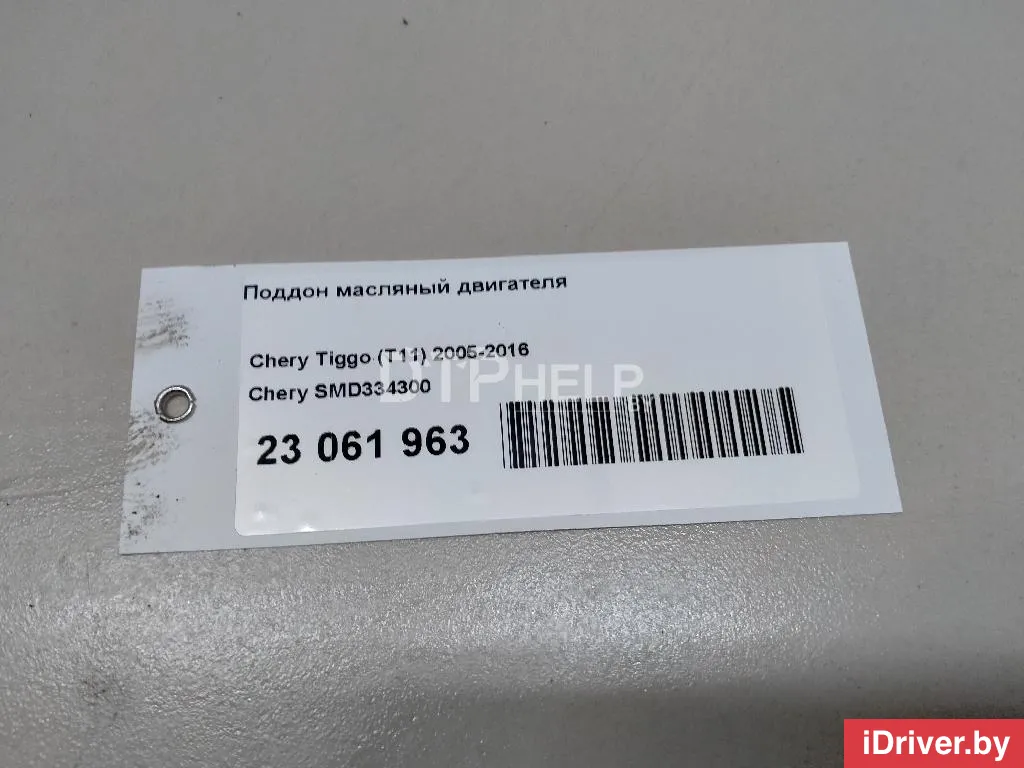 Поддон масляный двигателя
Chery Tiggo (T11) 2005-2016
Chery SMD334300
DTPHELP
23 061 963
iDriver.by